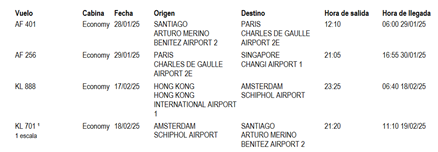 Vuelo Cabina Fecha Origen Destino Hora de salida Hora de llegada
AF 401 Economy 28/01/25 SANTIAGO PARIS 12:10 06:00 29/01/25
ARTURO MERINO CHARLES DE GAULLE
BENITEZ AIRPORT 2 AIRPORT 2E
AF 256 Economy 29/01/25 PARIS SINGAPORE 21:05 16:55 30/01/25
CHARLES DE GAULLE CHANGI AIRPORT 1
AIRPORT 2E
KL 888 Economy 17/02/25 HONG KONG AMSTERDAM 23:25 06:40 18/02/25
HONG KONG SCHIPHOL AIRPORT
INTERNATIONAL AIRPORT
1
KL 701 ¹ Economy 18/02/25 AMSTERDAM SANTIAGO 21:20 11:10 19/02/25
1 escala SCHIPHOL AIRPORT ARTURO MERINO
BENITEZ AIRPORT 2